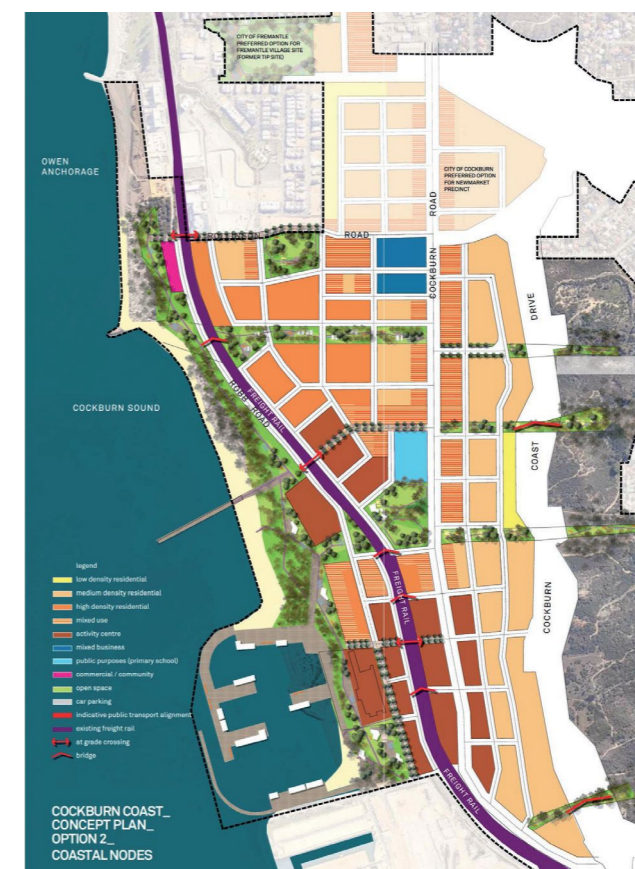 CITY OF FREMANTLE
PREFERRED OPTION FOR
FREMANTLE VILLAGE SITE
(FORMER TIP SITE)
OWEN
ANCHORAGE
CITY OF COCKBURN
PREFERRED OPTION
FOR NEWMARKET
PRECINCT
ROAD
COCKBURN
ROAD
DRIVE
COAST
COCKBURN
ROBB ROAD
FREIGHT RAIL
COCKBURN SOUND
FREIGHT RAIL
FREIGHT RAIL
legend
low density residential
medium density residential
high density residential
mixed use
activity centre
mixed business
public purposes (primary school)
commercial / community
open space
car parking
indicative public transport alignment
existing freight rail
at grade crossing
bridge
COCKBURN COAST_
CONCEPT PLAN_
OPTION 2_
COASTAL NODES